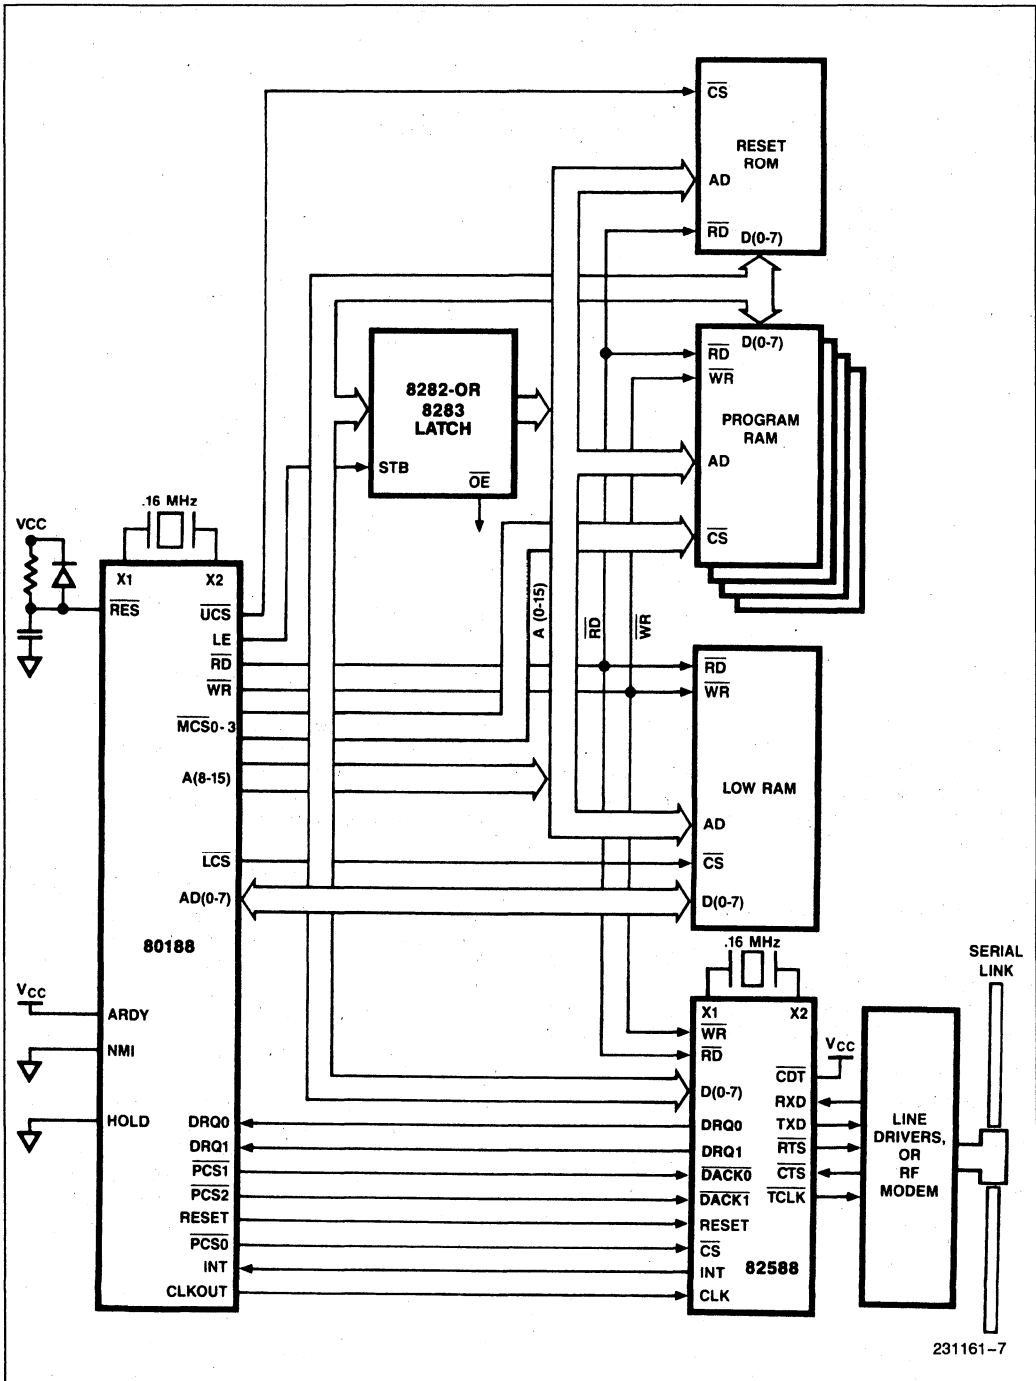 CS
RESET
ROM
AD
RD
D(0-7)
D(0-7)
RD
WR
PROGRAM
RAM
AD
CS
8282-OR
8283
LATCH
STB
OE
.16 MHz
VCC
X1
X2
RES
UCS
LE
RD
WR
MCS0-3
A(8-15)
LCS
AD(0-7)
80188
VCC
ARDY
NMI
HOLD
DRQ0
DRQ1
PCS1
PCS2
RESET
PCS0
INT
CLKOUT
A (0-15)
RD
WR
RD
WR
LOW RAM
AD
CS
D(0-7)
.16 MHz
X1
X2
WR
RD
D(0-7)
DRQ0
DRQ1
DACK0
DACK1
RESET
CS
INT
CLK
82588
VCC
CDT
RXD
TXD
RTS
CTS
TCLK
LINE
DRIVERS,
OR
RF
MODEM
SERIAL
LINK
231161-7